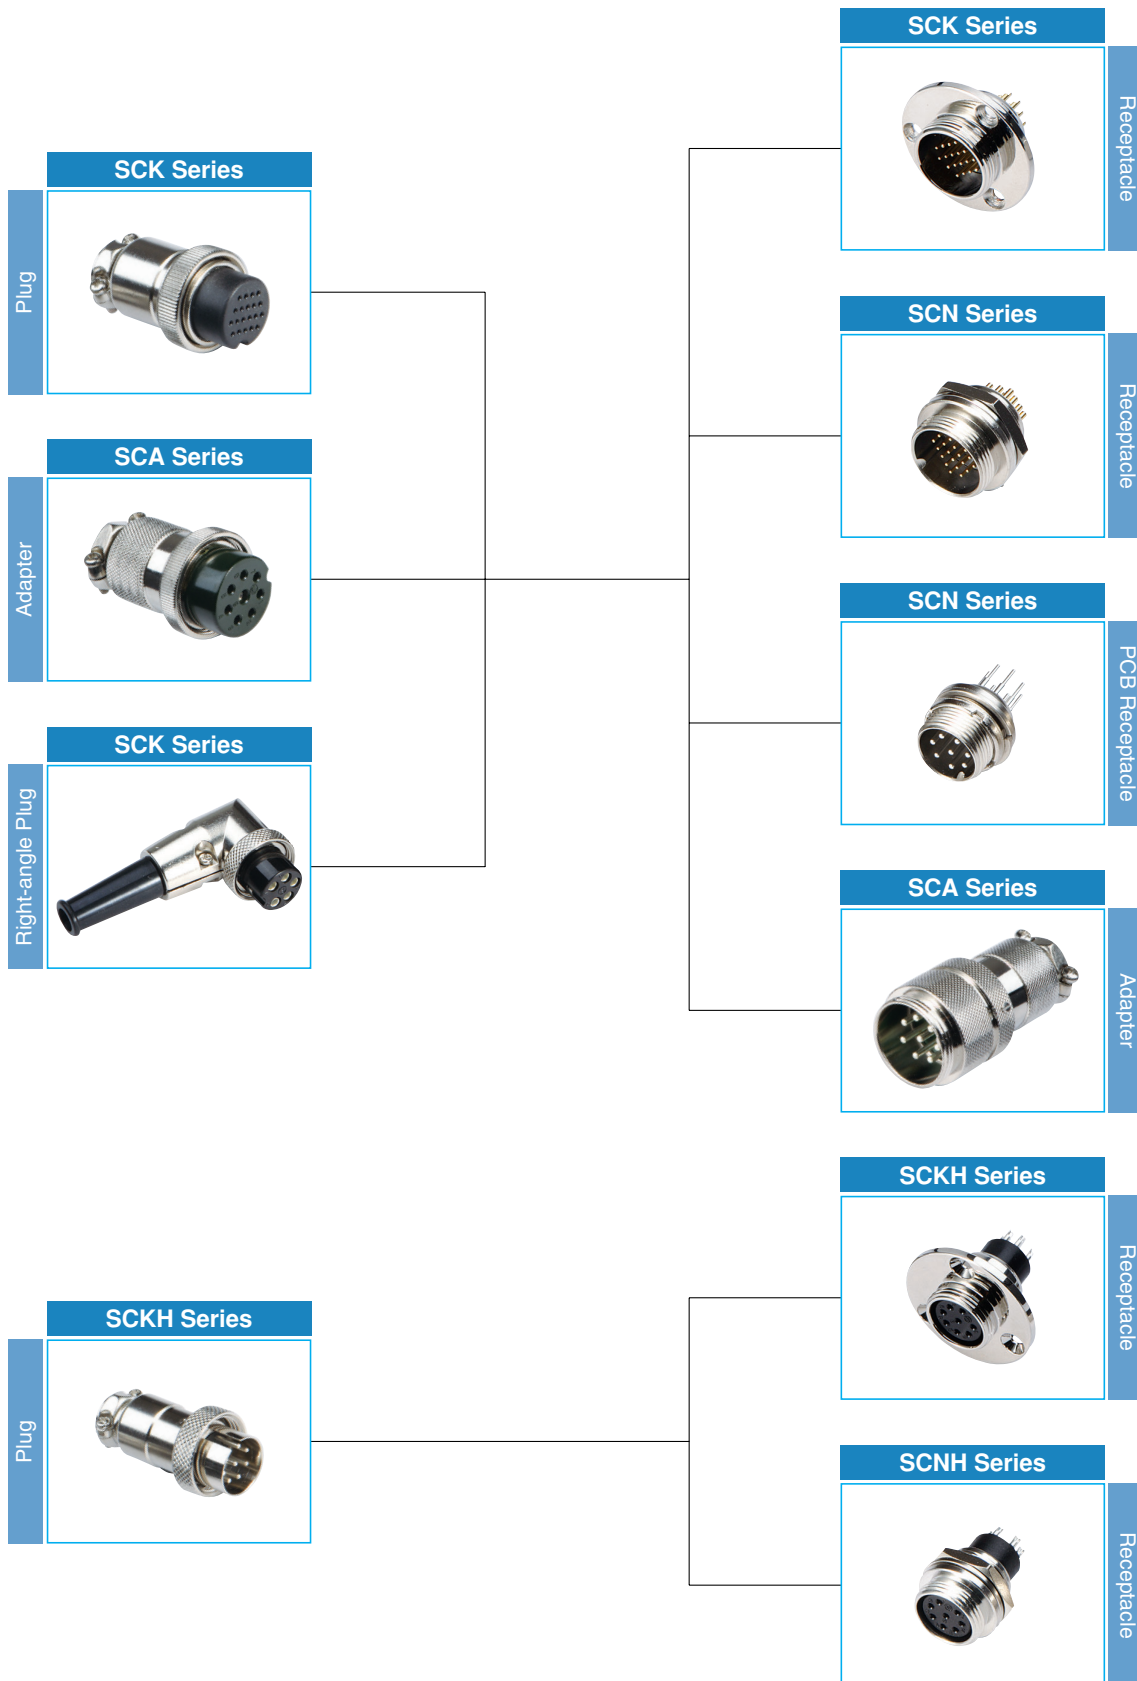 SCK Series
Plug
SCA Series
Adapter
SCK Series
Right-angle Plug
SCK Series
Receptacle
SCN Series
Receptacle
SCN Series
PCB Receptacle
SCA Series
Adapter
SCKH Series
Plug
SCKH Series
Receptacle
SCNH Series
Receptacle